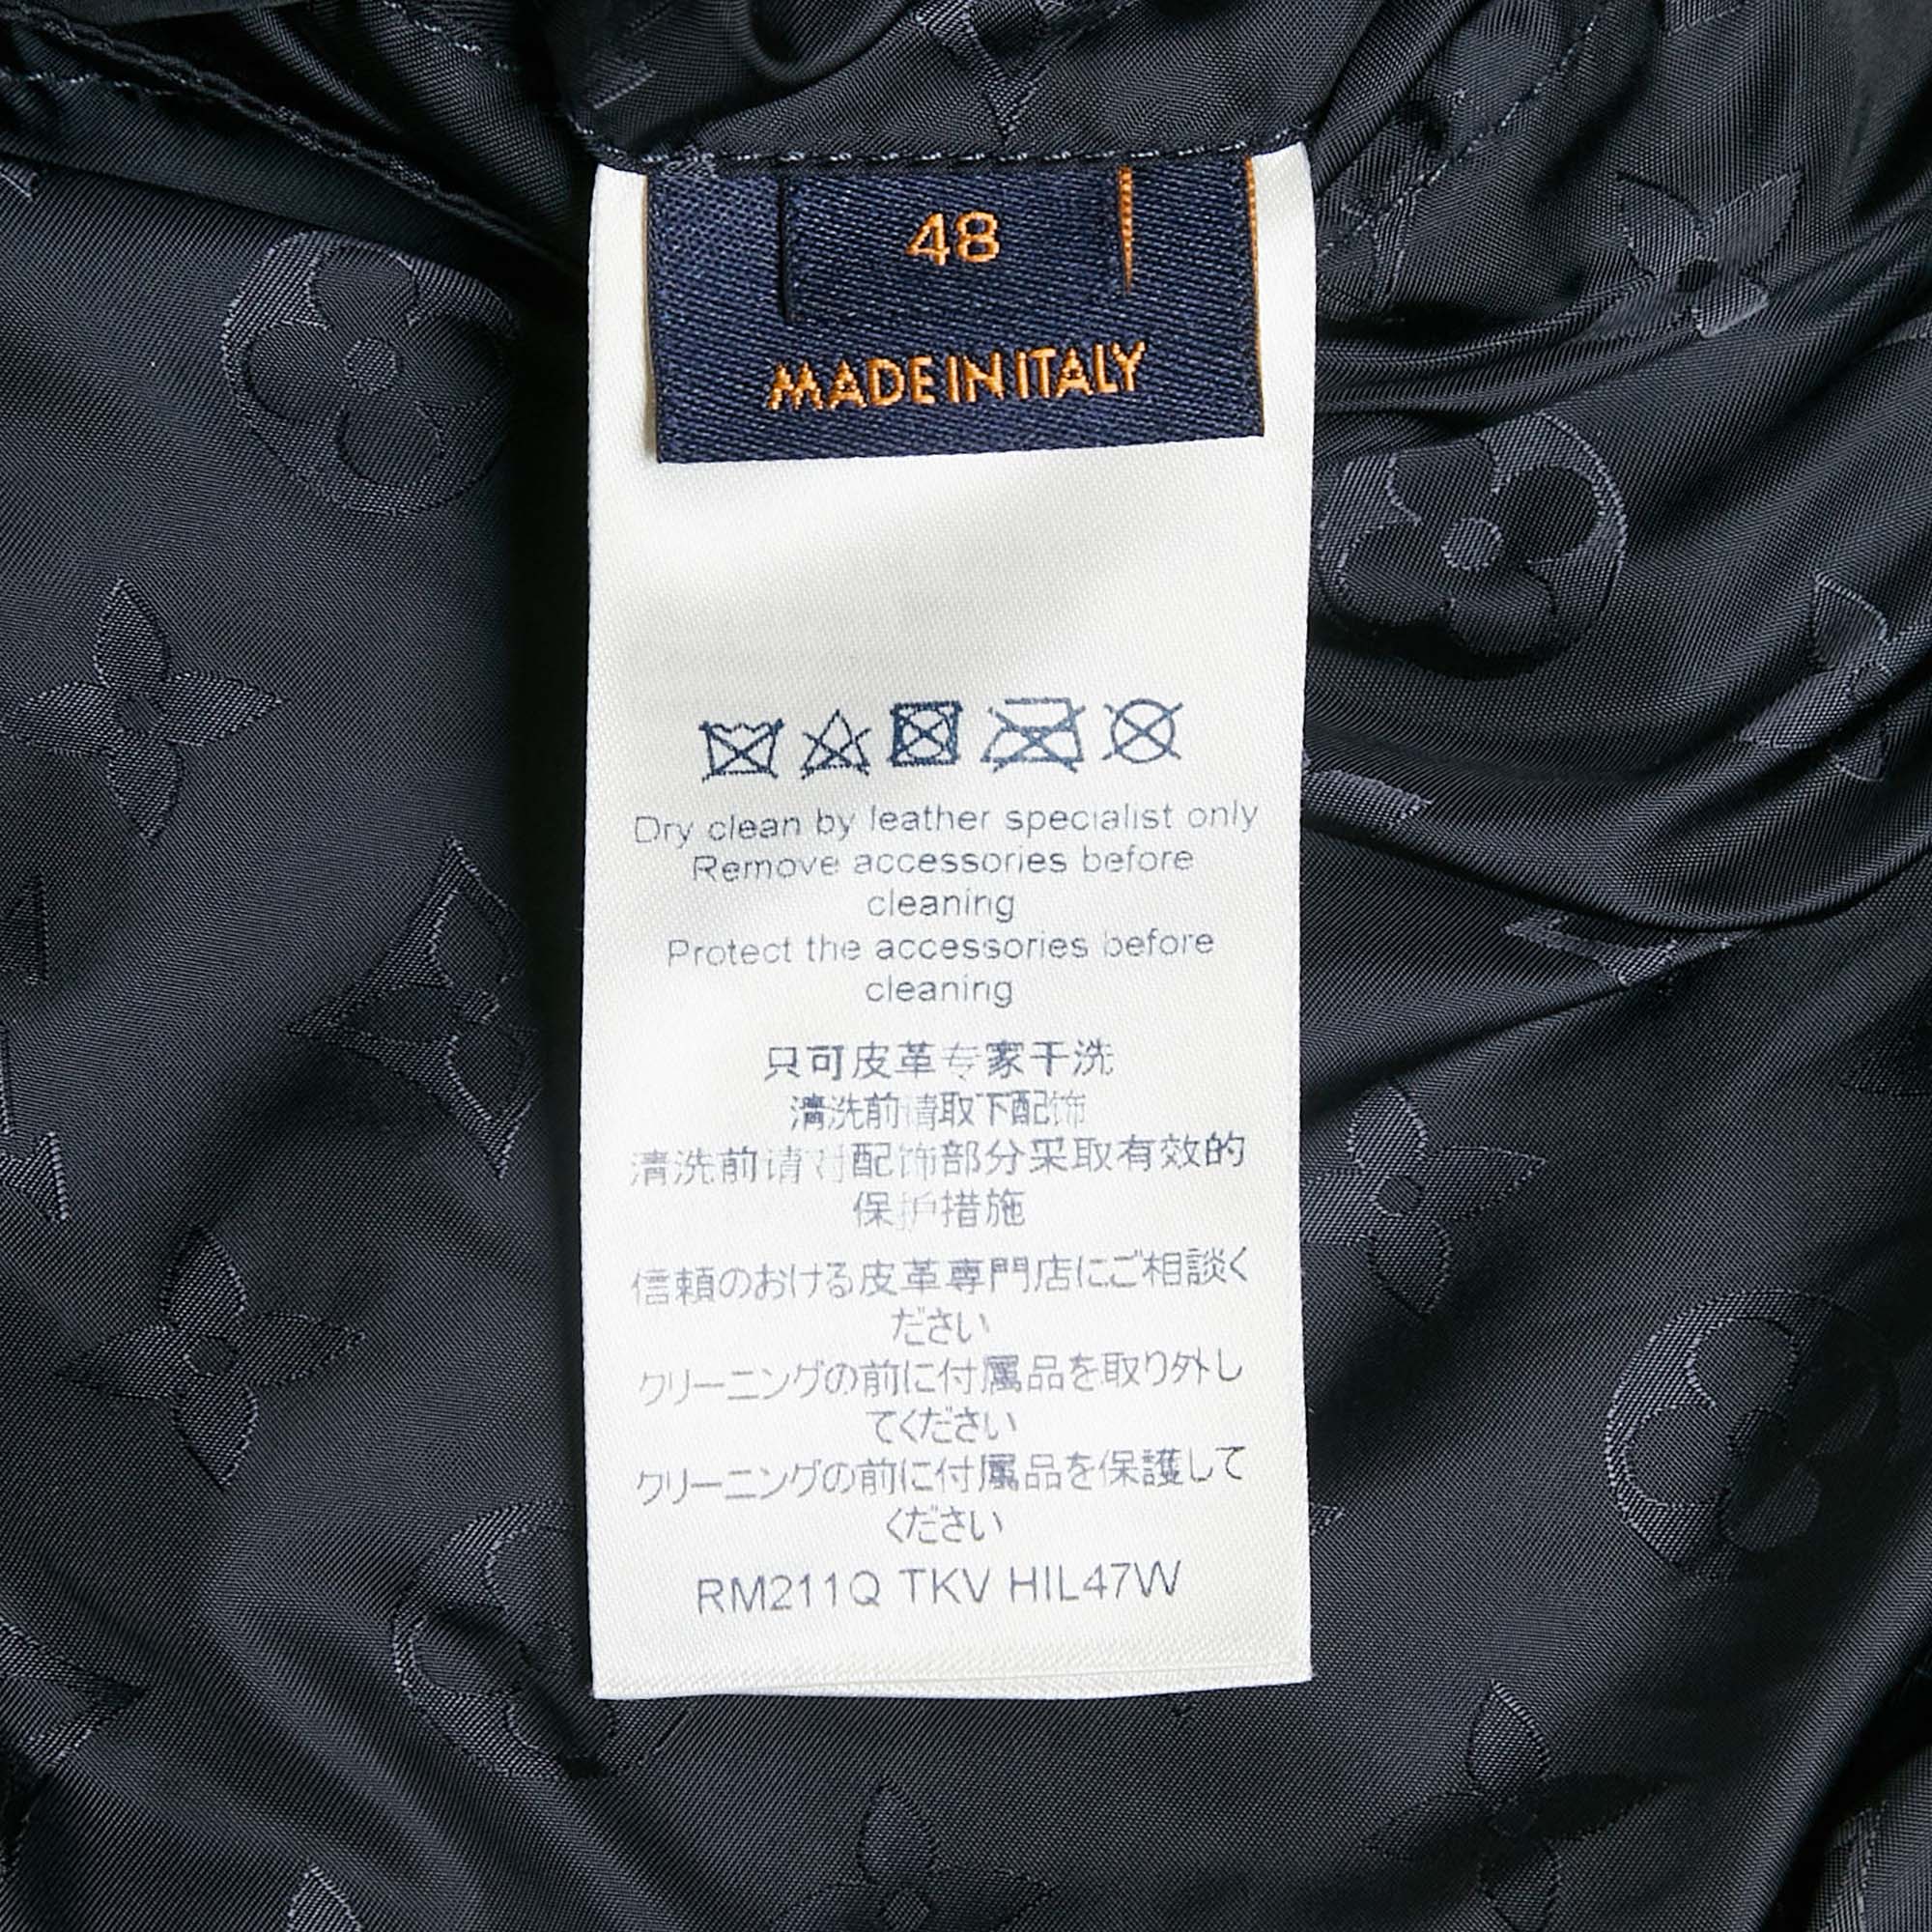 48
MADE IN ITALY
Dry clean by leather specialist only
Remove accessories before
cleaning
Protect the accessories before
cleaning
只可皮革专家干洗
清洗前请取下配饰
清洗前请对配饰部分采取有效的
保护措施
信頼のおける皮革専門店にご相談く
ださい
クリーニングの前に付属品を取り外し
てください
クリーニングの前に付属品を保護して
ください
RM211Q TKV HIL47W